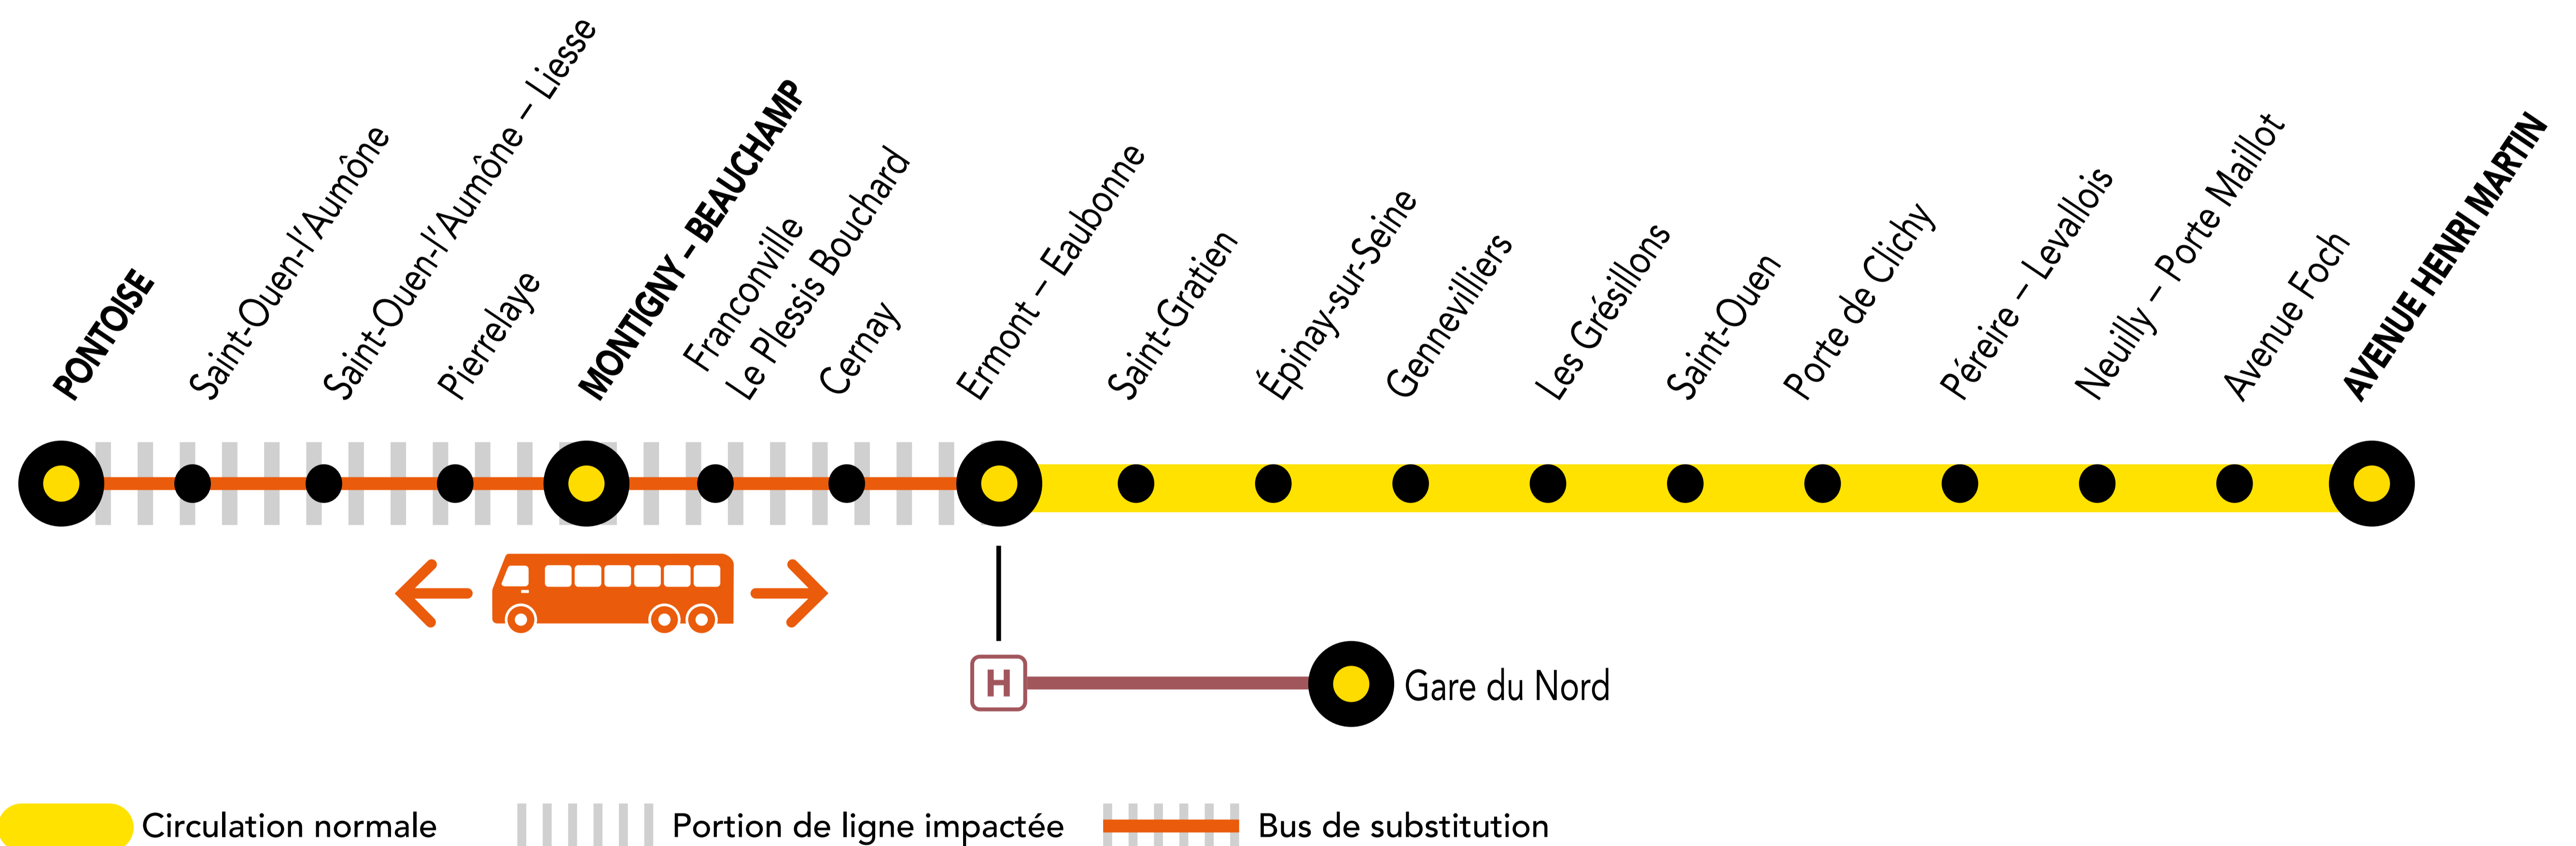 PONTOISE
Saint-Ouen-l'Aumône
Saint-Ouen-l'Aumône – Liesse
Pierrelaye
MONTIGNY – BEAUCHAMP
Franconville
Le Plessis Bouchard
Cernay
Ermont – Eaubonne
Saint-Gratien
Épinay-sur-Seine
Gennevilliers
Les Grésillons
Saint-Ouen
Porte de Clichy
Péreire – Levallois
Neuilly – Porte Maillot
Avenue Foch
AVENUE HENRI MARTIN
H
Gare du Nord
Circulation normale
Portion de ligne impactée
Bus de substitution